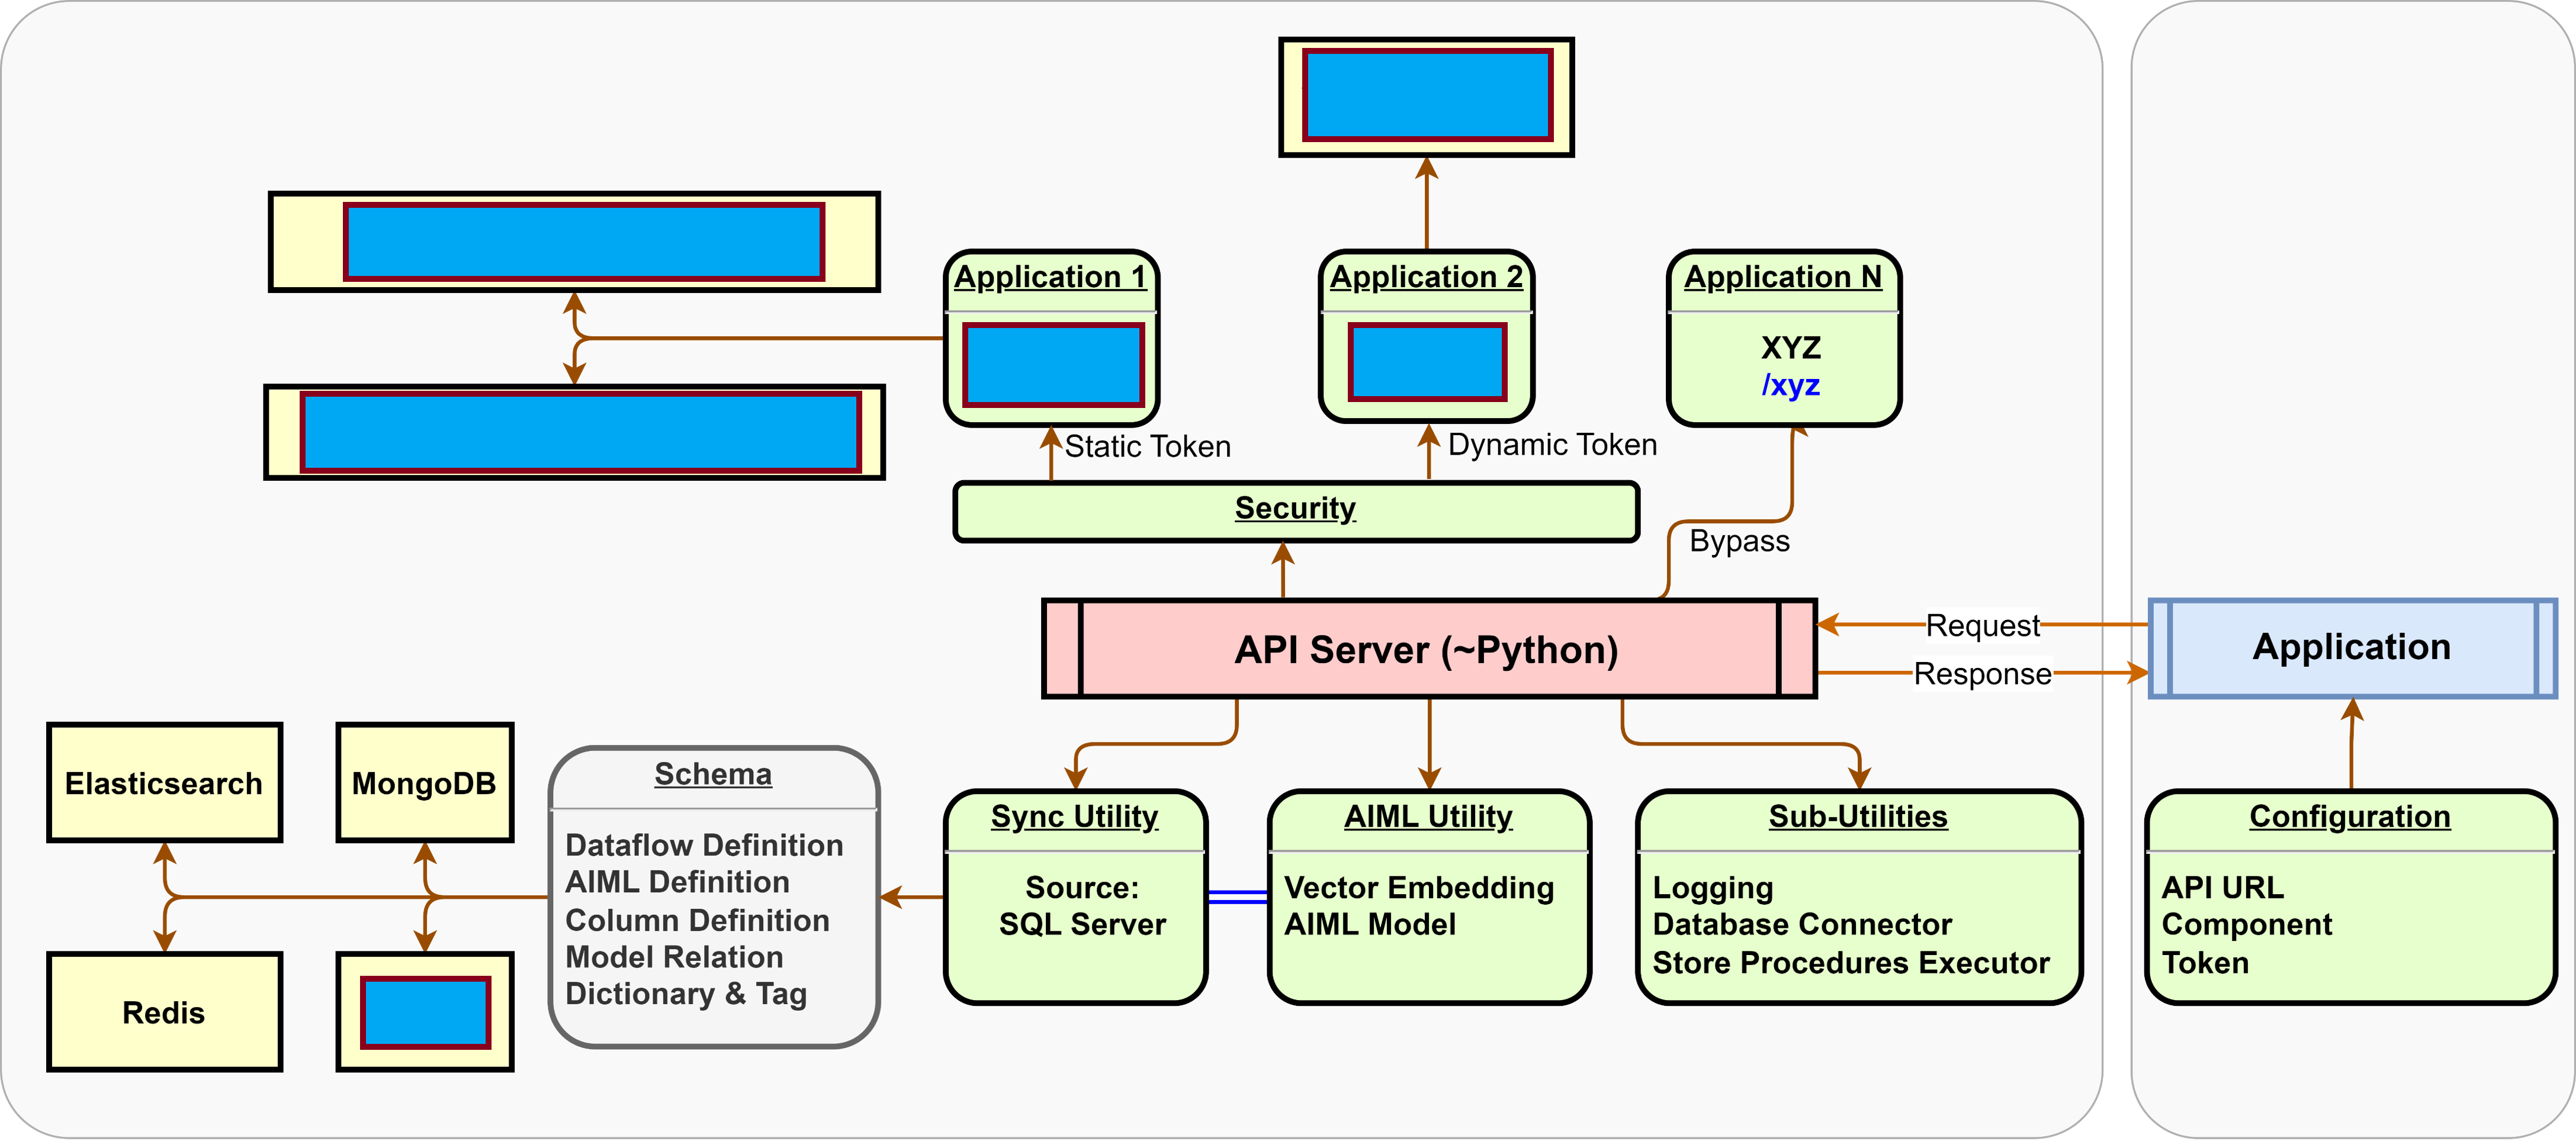 Application 1
Application 2
Application N
XYZ
/xyz
Static Token
Dynamic Token
Security
Bypass
API Server (~Python)
Request
Response
Application
Elasticsearch
MongoDB
Redis
Schema
Dataflow Definition
AIML Definition
Column Definition
Model Relation
Dictionary & Tag
Sync Utility
Source:
SQL Server
AIML Utility
Vector Embedding
AIML Model
Sub-Utilities
Logging
Database Connector
Store Procedures Executor
Configuration
API URL
Component
Token